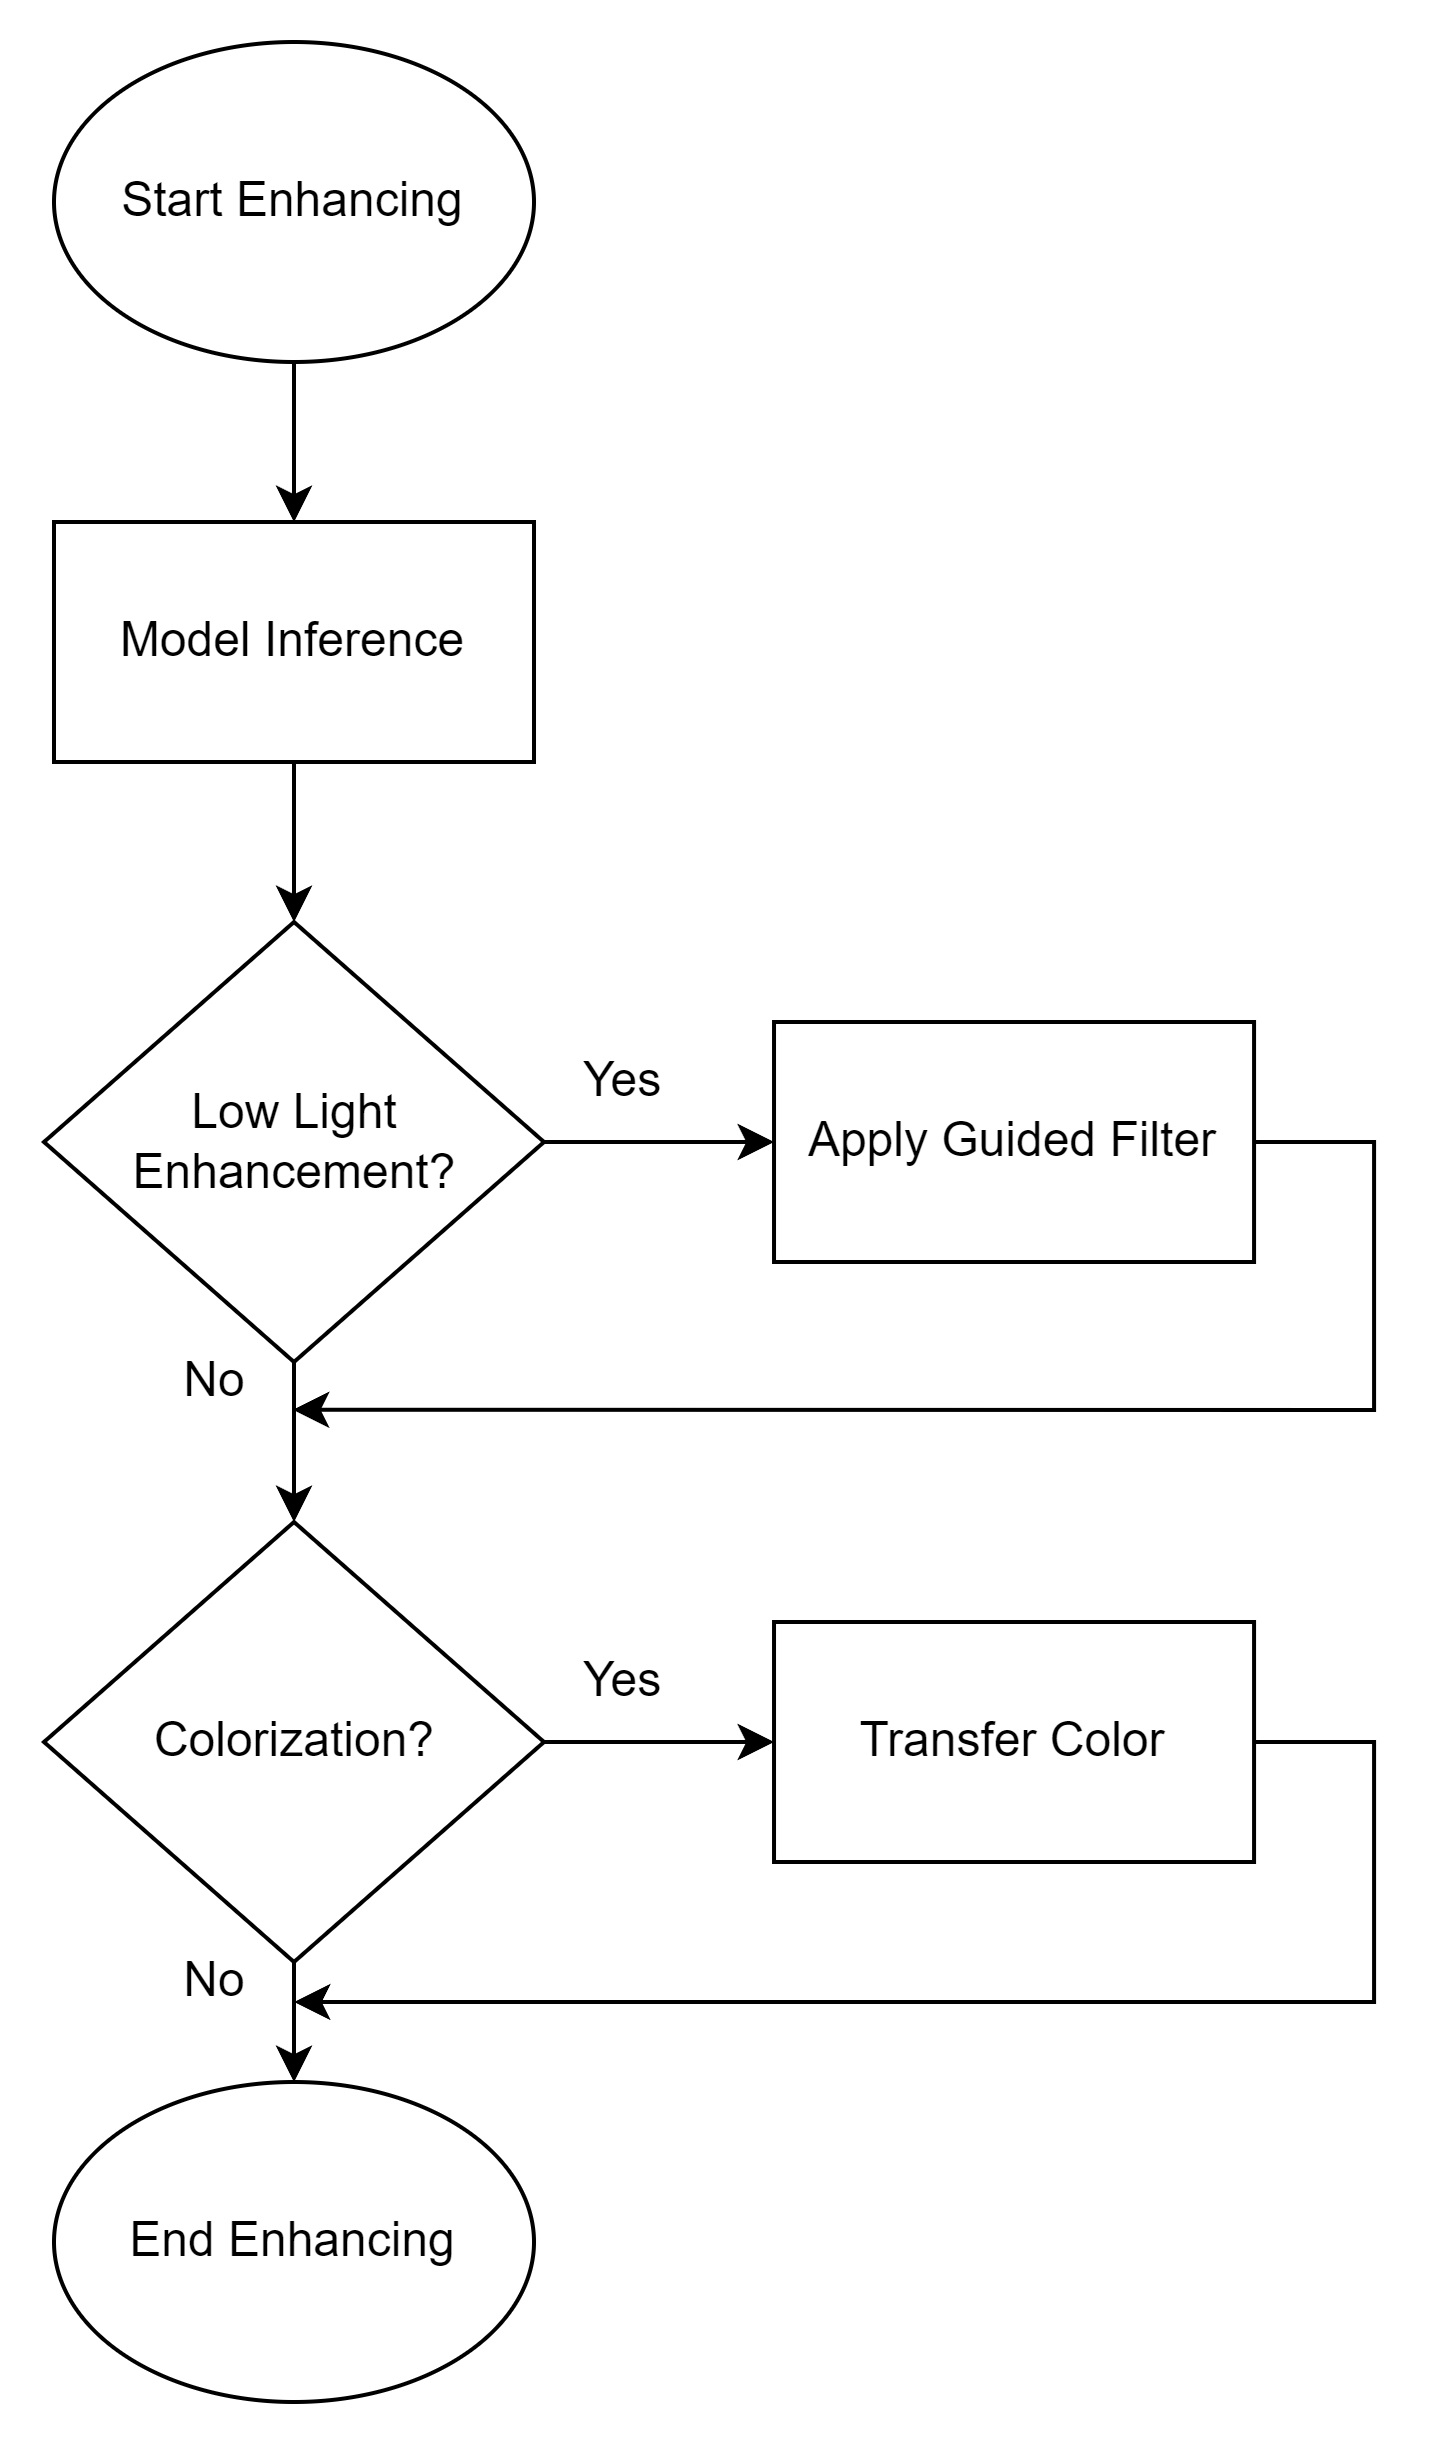 Start Enhancing
Model Inference
Low Light
Enhancement?
Yes
Apply Guided Filter
No
Colorization?
Yes
Transfer Color
No
End Enhancing